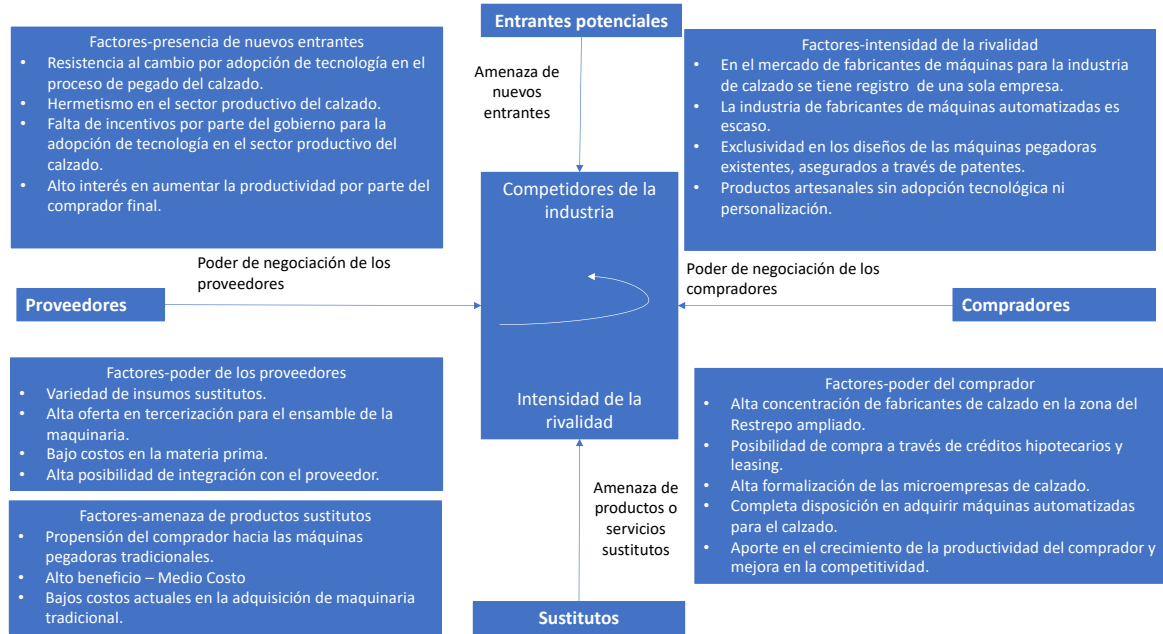 Entrantes potenciales
Factores-presencia de nuevos entrantes
• Resistencia al cambio por adopción de tecnología en el
proceso de pegado del calzado.
• Hermetismo en el sector productivo del calzado.
• Falta de incentivos por parte del gobierno para la
adopción de tecnología en el sector productivo del
calzado.
• Alto interés en aumentar la productividad por parte del
comprador final.
Amenaza de
nuevos
entrantes
Factores-intensidad de la rivalidad
• En el mercado de fabricantes de máquinas para la industria
de calzado se tiene registro de una sola empresa.
• La industria de fabricantes de máquinas automatizadas es
escaso.
• Exclusividad en los diseños de las máquinas pegadoras
existentes, asegurados a través de patentes.
• Productos artesanales sin adopción tecnológica ni
personalización.
Competidores de la
industria
Poder de negociación de los
proveedores
Poder de negociación de los
compradores
Proveedores
Compradores
Factores-poder de los proveedores
• Variedad de insumos sustitutos.
• Alta oferta en tercerización para el ensamble de la
maquinaria.
• Bajo costos en la materia prima.
• Alta posibilidad de integración con el proveedor.
Intensidad de la
rivalidad
Factores-poder del comprador
• Alta concentración de fabricantes de calzado en la zona del
Restrepo ampliado.
• Posibilidad de compra a través de créditos hipotecarios y
leasing.
• Alta formalización de las microempresas de calzado.
• Completa disposición en adquirir máquinas automatizadas
para el calzado.
• Aporte en el crecimiento de la productividad del comprador y
mejora en la competitividad.
Factores-amenaza de productos sustitutos
• Propensión del comprador hacia las máquinas
pegadoras tradicionales.
• Alto beneficio – Medio Costo
• Bajos costos actuales en la adquisición de maquinaria
tradicional.
Amenaza de
productos o
servicios
sustitutos
Sustitutos